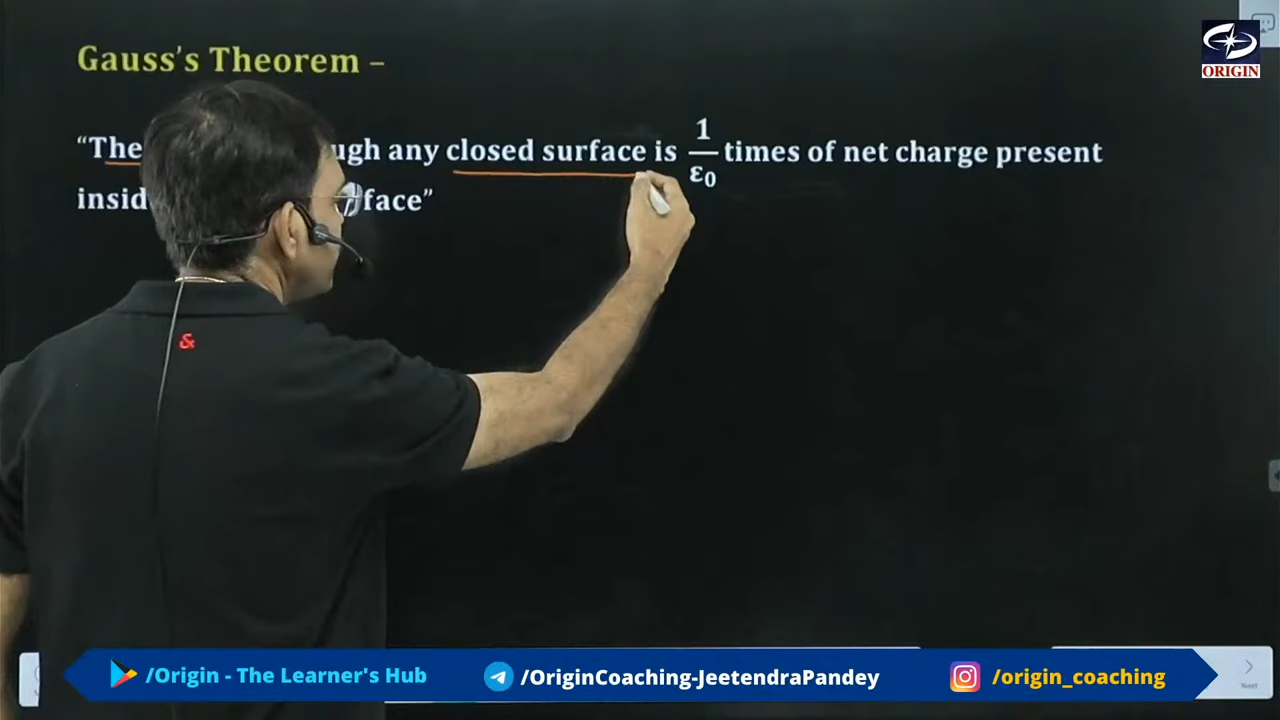 Gauss's Theorem –
ORIGIN
"The ugh any closed surface is 1/ε₀ times of net charge present
insid face"
&
/Origin - The Learner's Hub
/OriginCoaching-JeetendraPandey
/origin_coaching
Next